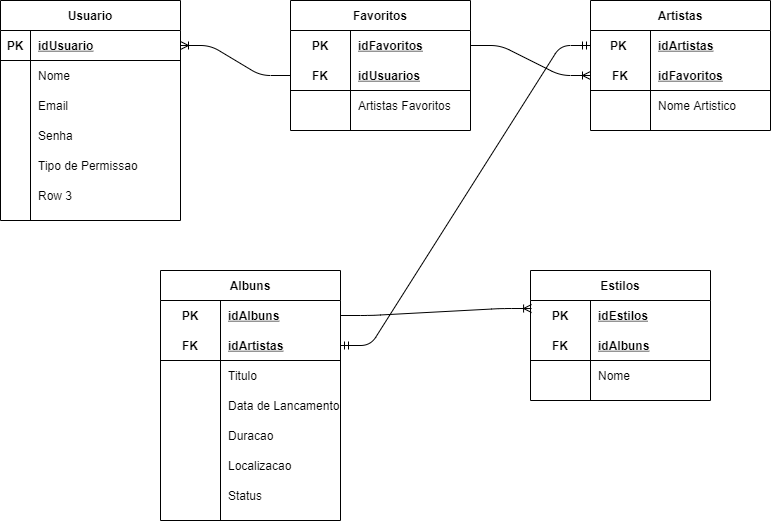 Usuario
PK idUsuario
Nome
Email
Senha
Tipo de Permissao
Row 3
Favoritos
PK idFavoritos
FK idUsuarios
Artistas Favoritos
Artistas
PK idArtistas
FK idFavoritos
Nome Artistico
Albuns
PK idAlbuns
FK idArtistas
Titulo
Data de Lancamento
Duracao
Localizacao
Status
Estilos
PK idEstilos
FK idAlbuns
Nome